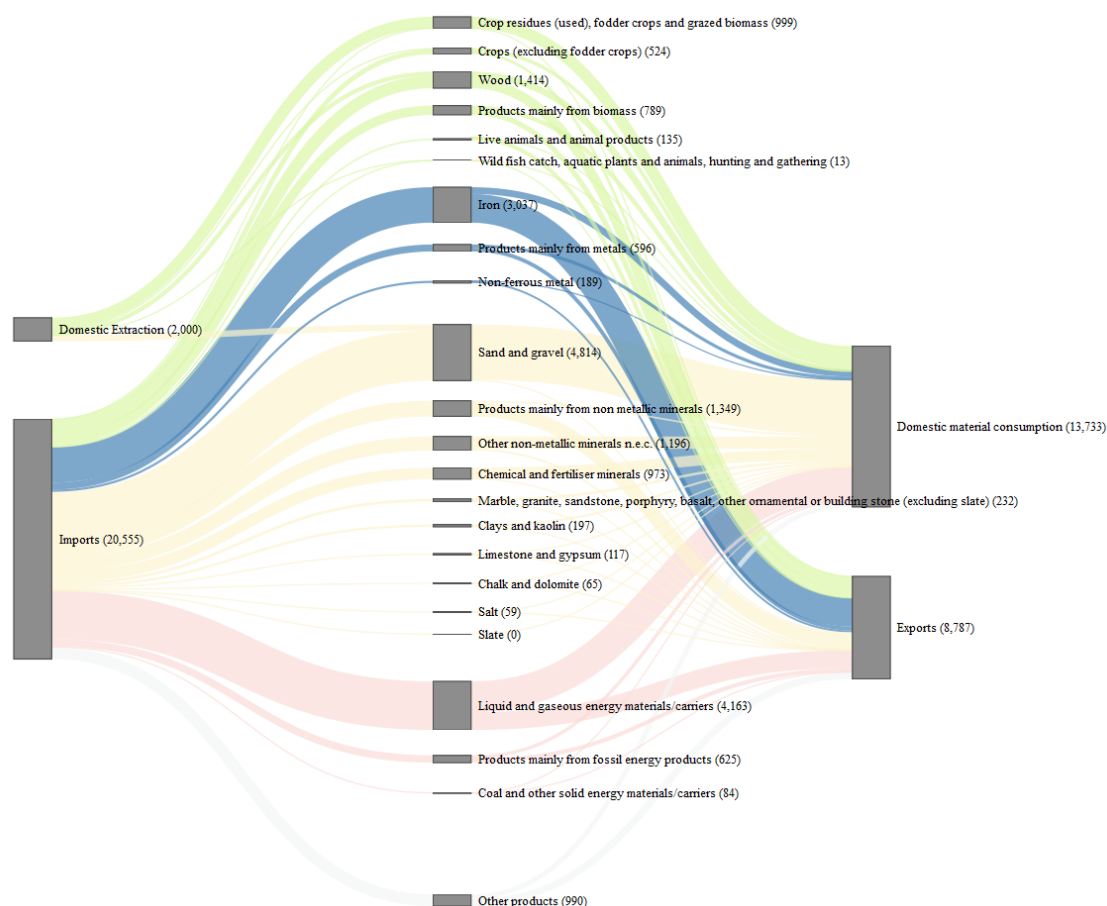 Crop residues (used), fodder crops and grazed biomass (999)
Crops (excluding fodder crops) (524)
Wood (1,414)
Products mainly from biomass (789)
Live animals and animal products (135)
Wild fish catch, aquatic plants and animals, hunting and gathering (13)
Iron (3,037)
Products mainly from metals (596)
Non-ferrous metal (189)
Domestic Extraction (2,000)
Sand and gravel (4,814)
Products mainly from non metallic minerals (1,349)
Domestic material consumption (13,733)
Other non-metallic minerals n.e.c. (1,196)
Chemical and fertiliser minerals (973)
Marble, granite, sandstone, porphyry, basalt, other ornamental or building stone (excluding slate) (232)
Clays and kaolin (197)
Imports (20,555)
Limestone and gypsum (117)
Chalk and dolomite (65)
Salt (59)
Exports (8,787)
Slate (0)
Liquid and gaseous energy materials/carriers (4,163)
Products mainly from fossil energy products (625)
Coal and other solid energy materials/carriers (84)
Other products (990)